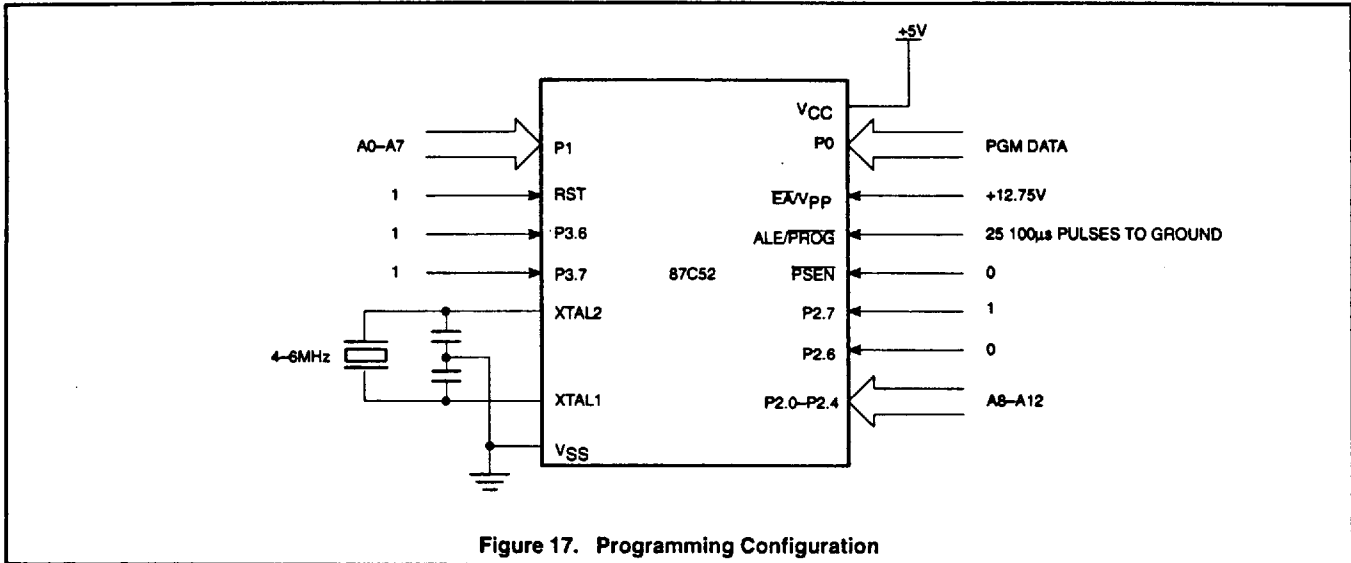 +5V
VCC
A0–A7
P1
P0
PGM DATA
1
RST
EA/VPP
+12.75V
1
P3.6
ALE/PROG
25 100µs PULSES TO GROUND
1
P3.7
87C52
PSEN
0
XTAL2
P2.7
1
4–6MHz
P2.6
0
XTAL1
P2.0–P2.4
A8–A12
VSS
Figure 17. Programming Configuration